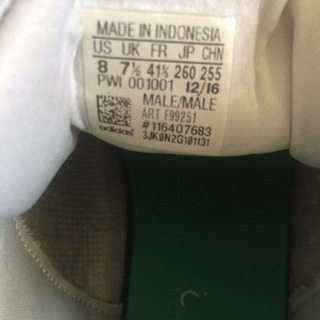 MADE IN INDONESIA
US UK FR JP CHN
8 7½ 41⅓ 260 255
PWI 001001 12/16
MALE/MALE
ART F99251
#116407683
adidas 3JK0N2G101131